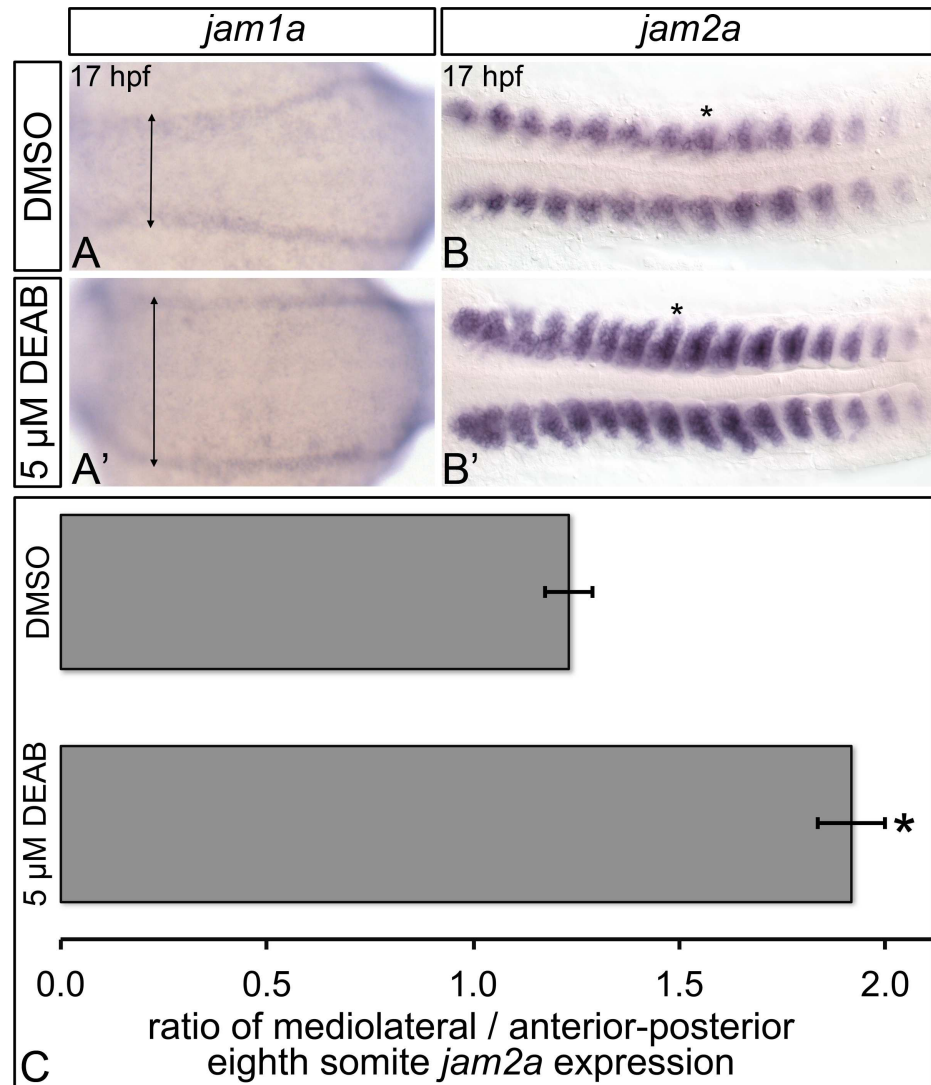 jam1a
jam2a
DMSO
17 hpf
A
17 hpf
*
B
5 µM DEAB
A’
*
B’
DMSO
5 µM DEAB
*
0.0 0.5 1.0 1.5 2.0
ratio of mediolateral / anterior-posterior
eighth somite jam2a expression
C